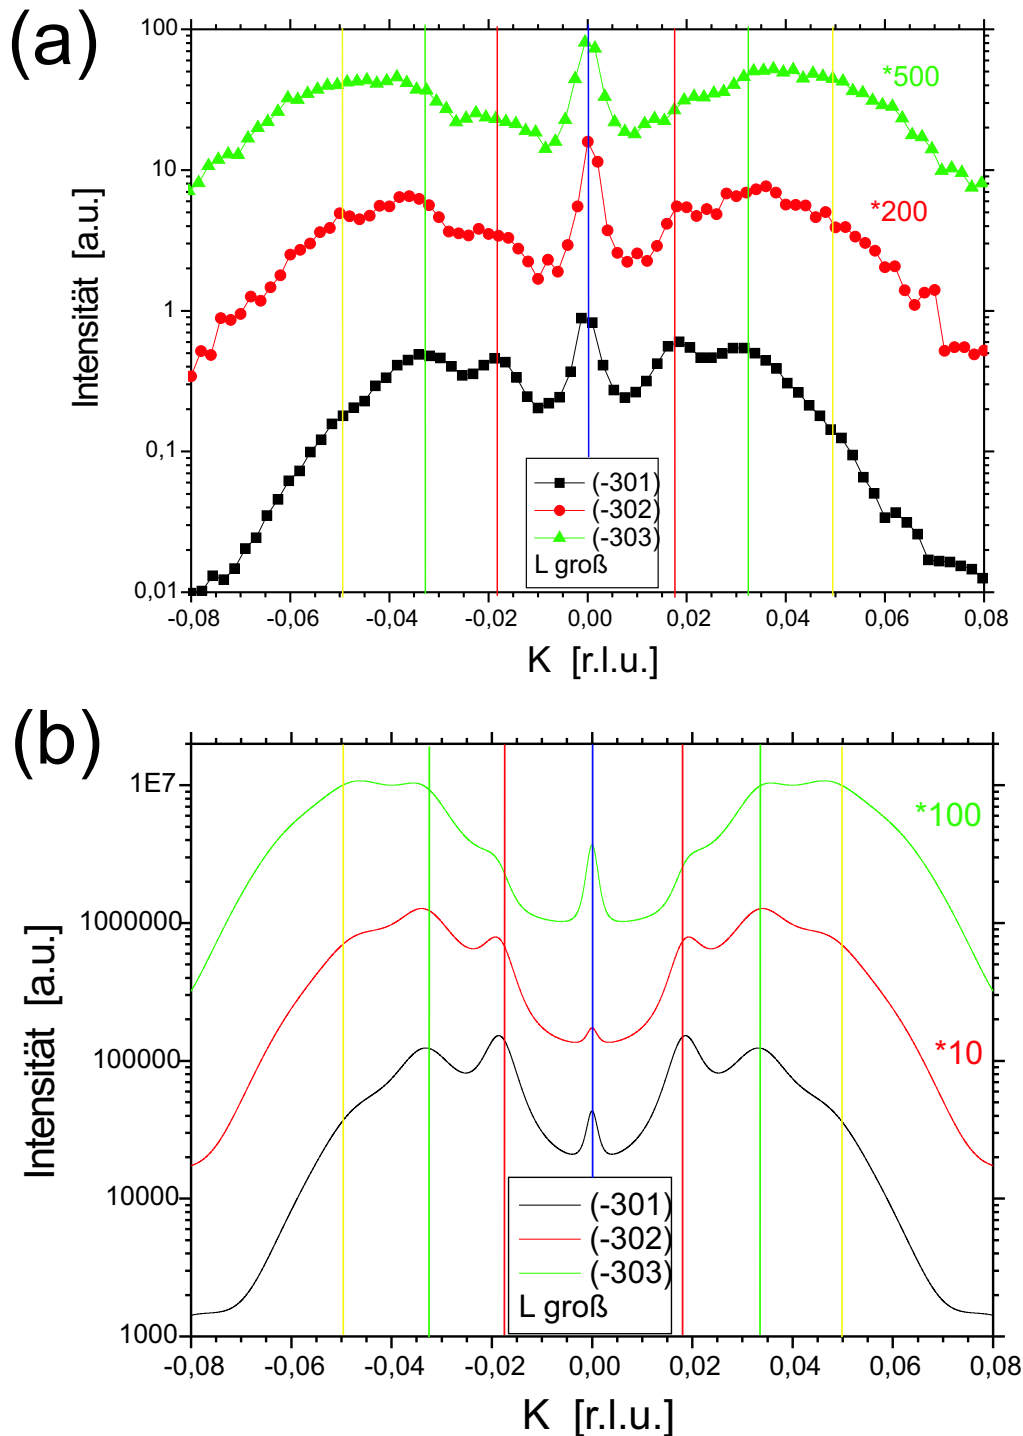 (a)
100
10
1
0,1
0,01
Intensität [a.u.]
*500
*200
(-301)
(-302)
(-303)
L groß
-0,08 -0,06 -0,04 -0,02 0,00 0,02 0,04 0,06 0,08
K [r.l.u.]
(b)
1E7
1000000
100000
10000
1000
Intensität [a.u.]
*100
*10
(-301)
(-302)
(-303)
L groß
-0,08 -0,06 -0,04 -0,02 0,00 0,02 0,04 0,06 0,08
K [r.l.u.]